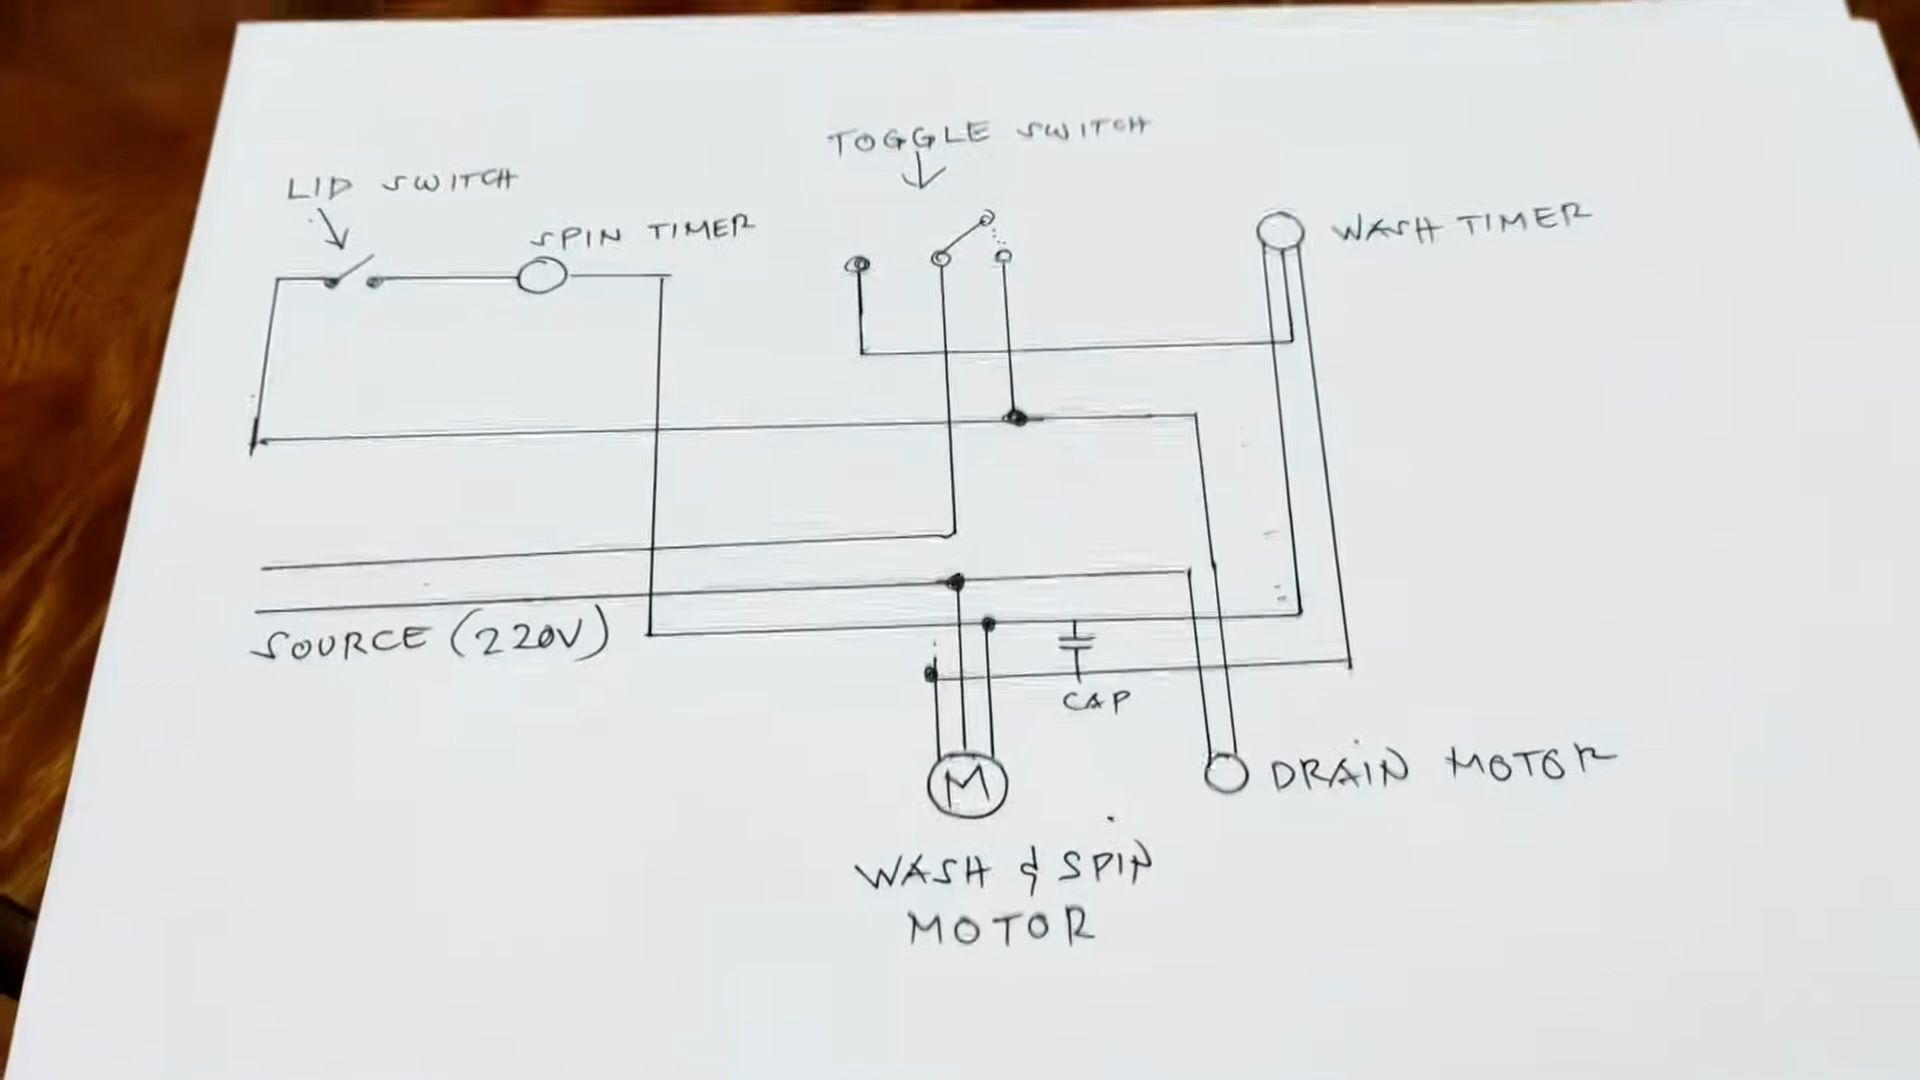 TOGGLE SWITCH
LID SWITCH
SPIN TIMER
WASH TIMER
SOURCE (220V)
CAP
M
DRAIN MOTOR
WASH & SPIN
MOTOR